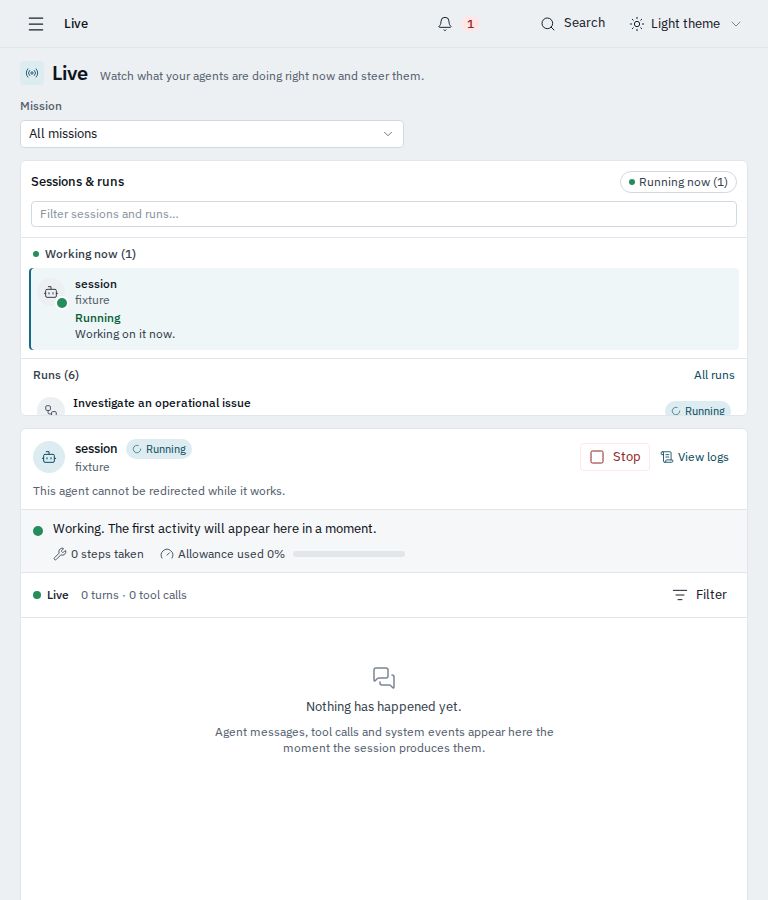 Live
1
Search
Light theme
Live
Watch what your agents are doing right now and steer them.
Mission
All missions
Sessions & runs
Running now (1)
Filter sessions and runs...
Working now (1)
session
fixture
Running
Working on it now.
Runs (6)
All runs
Investigate an operational issue
Running
session
Running
fixture
Stop
View logs
This agent cannot be redirected while it works.
Working. The first activity will appear here in a moment.
0 steps taken
Allowance used 0%
Live
0 turns · 0 tool calls
Filter
Nothing has happened yet.
Agent messages, tool calls and system events appear here the
moment the session produces them.